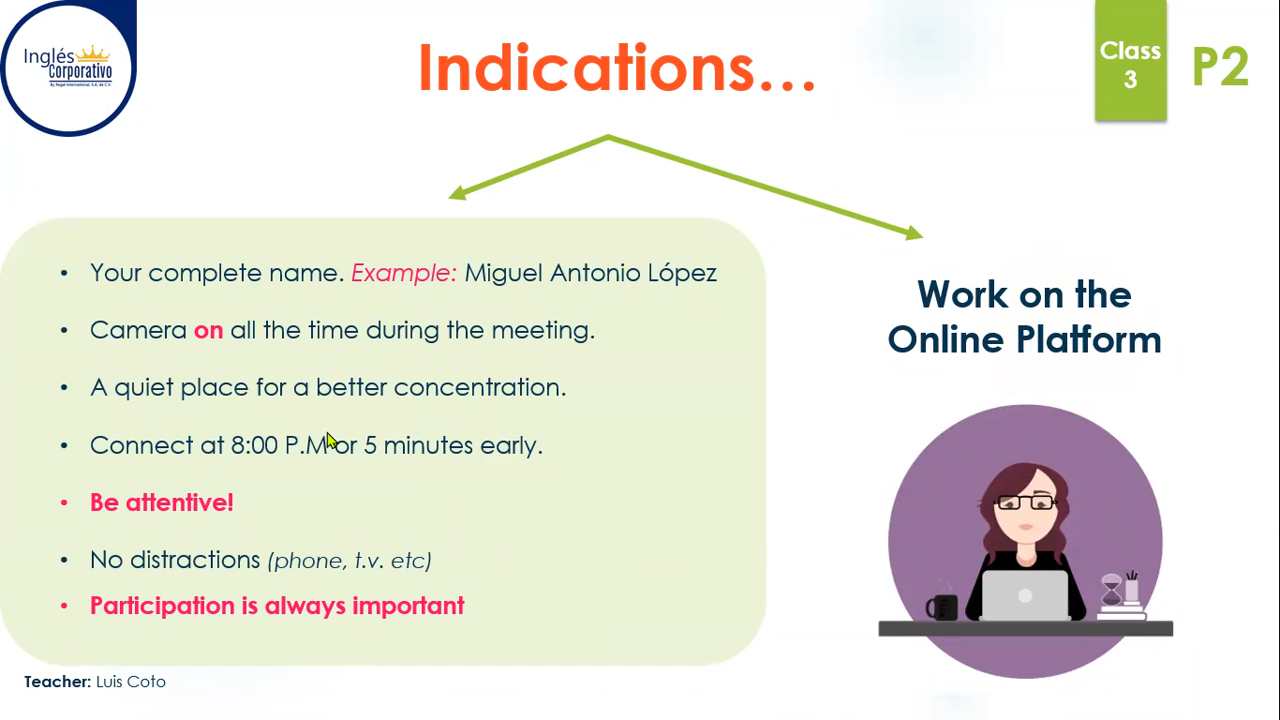 Inglés
Corporativo
By Regal International, S.A. de C.V.
Indications...
Class
3
P2
• Your complete name. Example: Miguel Antonio López
• Camera on all the time during the meeting.
• A quiet place for a better concentration.
• Connect at 8:00 P.M or 5 minutes early.
• Be attentive!
• No distractions (phone, t.v. etc)
• Participation is always important
Work on the
Online Platform
Teacher: Luis Coto